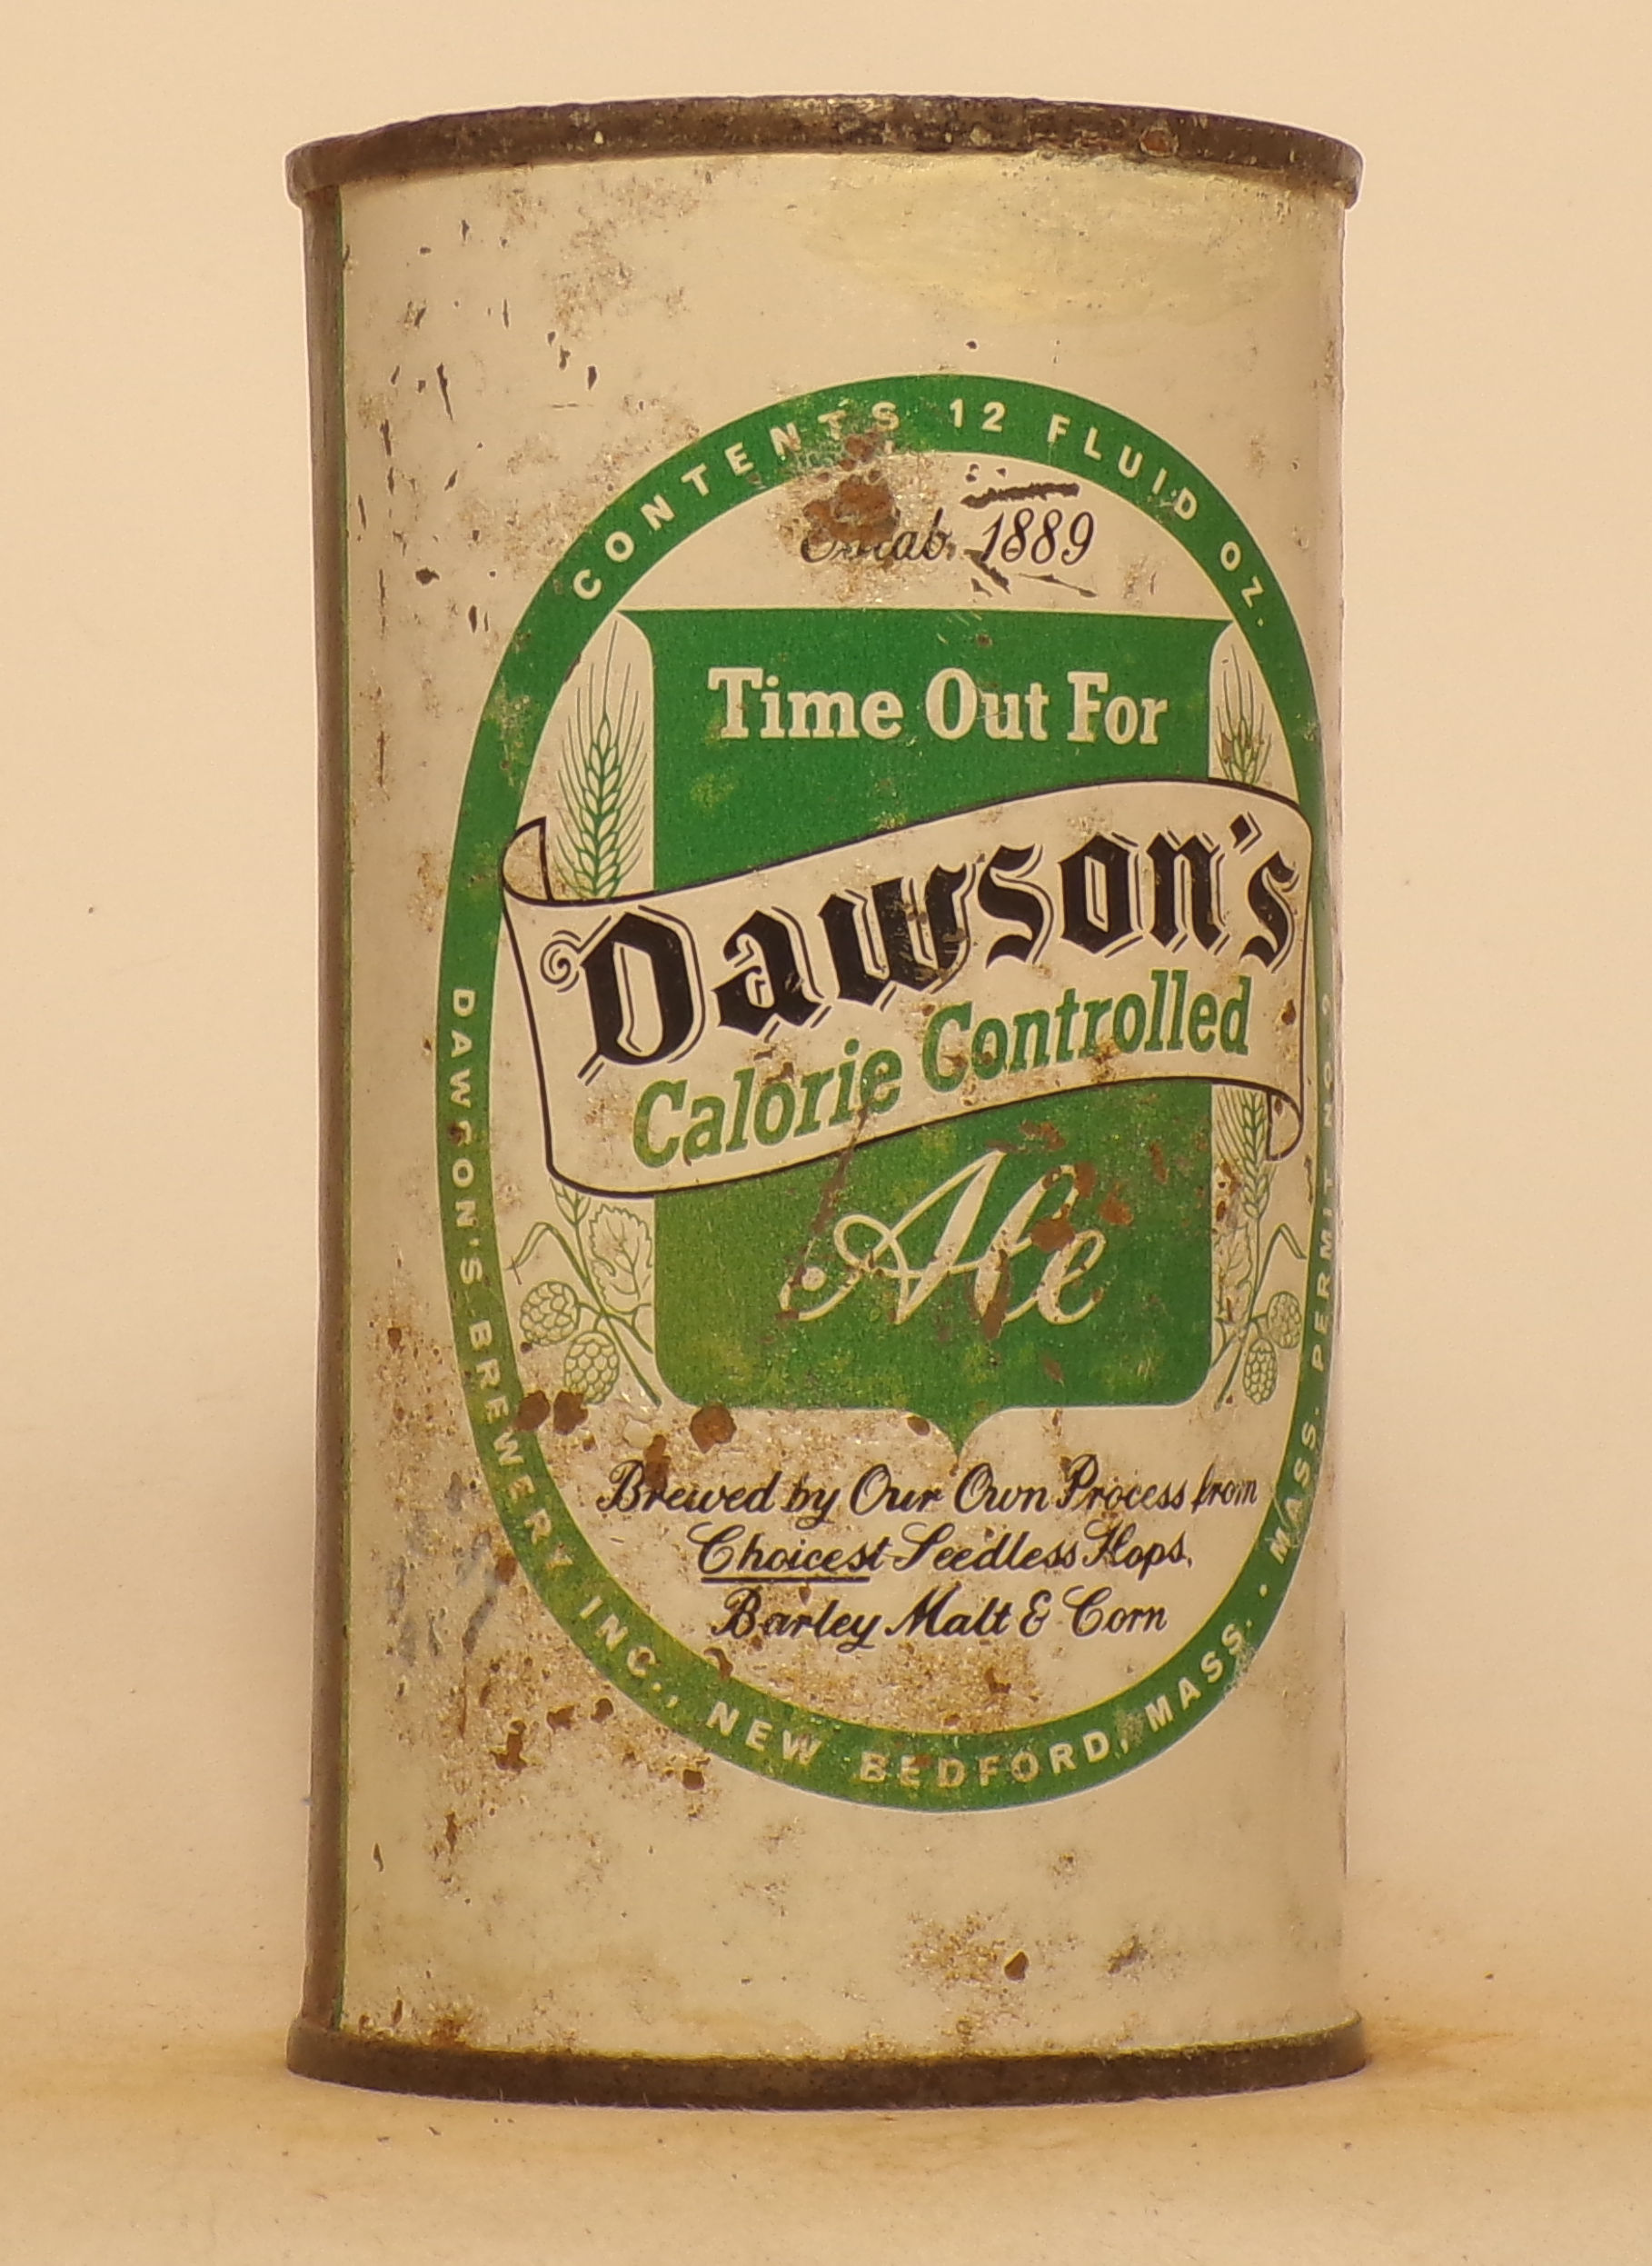 CONTENTS 12 FLUID OZ.
Estab. 1889
Time Out For
Dawson's
Calorie Controlled
Ale
Brewed by Our Own Process from
Choicest Seedless Hops,
Barley Malt & Corn
DAWSON'S BREWERY INC., NEW BEDFORD, MASS. • MASS. PERMIT NO. 2